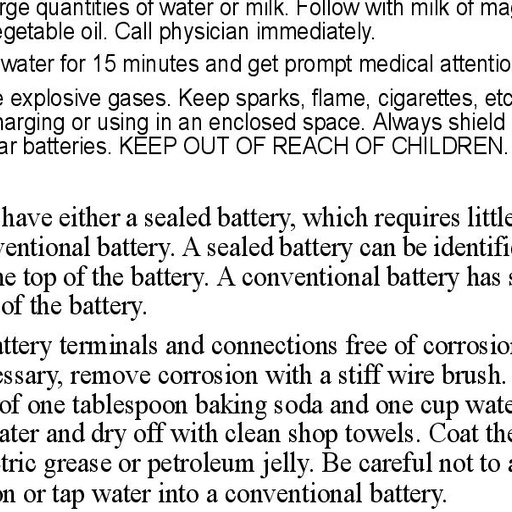 rge quantities of water or milk. Follow with milk of ma
egetable oil. Call physician immediately.
water for 15 minutes and get prompt medical attentio
e explosive gases. Keep sparks, flame, cigarettes, etc
harging or using in an enclosed space. Always shield
ar batteries. KEEP OUT OF REACH OF CHILDREN.
have either a sealed battery, which requires little
ventional battery. A sealed battery can be identifi
he top of the battery. A conventional battery has s
of the battery.
attery terminals and connections free of corrosio
essary, remove corrosion with a stiff wire brush.
of one tablespoon baking soda and one cup wate
ater and dry off with clean shop towels. Coat the
tric grease or petroleum jelly. Be careful not to a
on or tap water into a conventional battery.